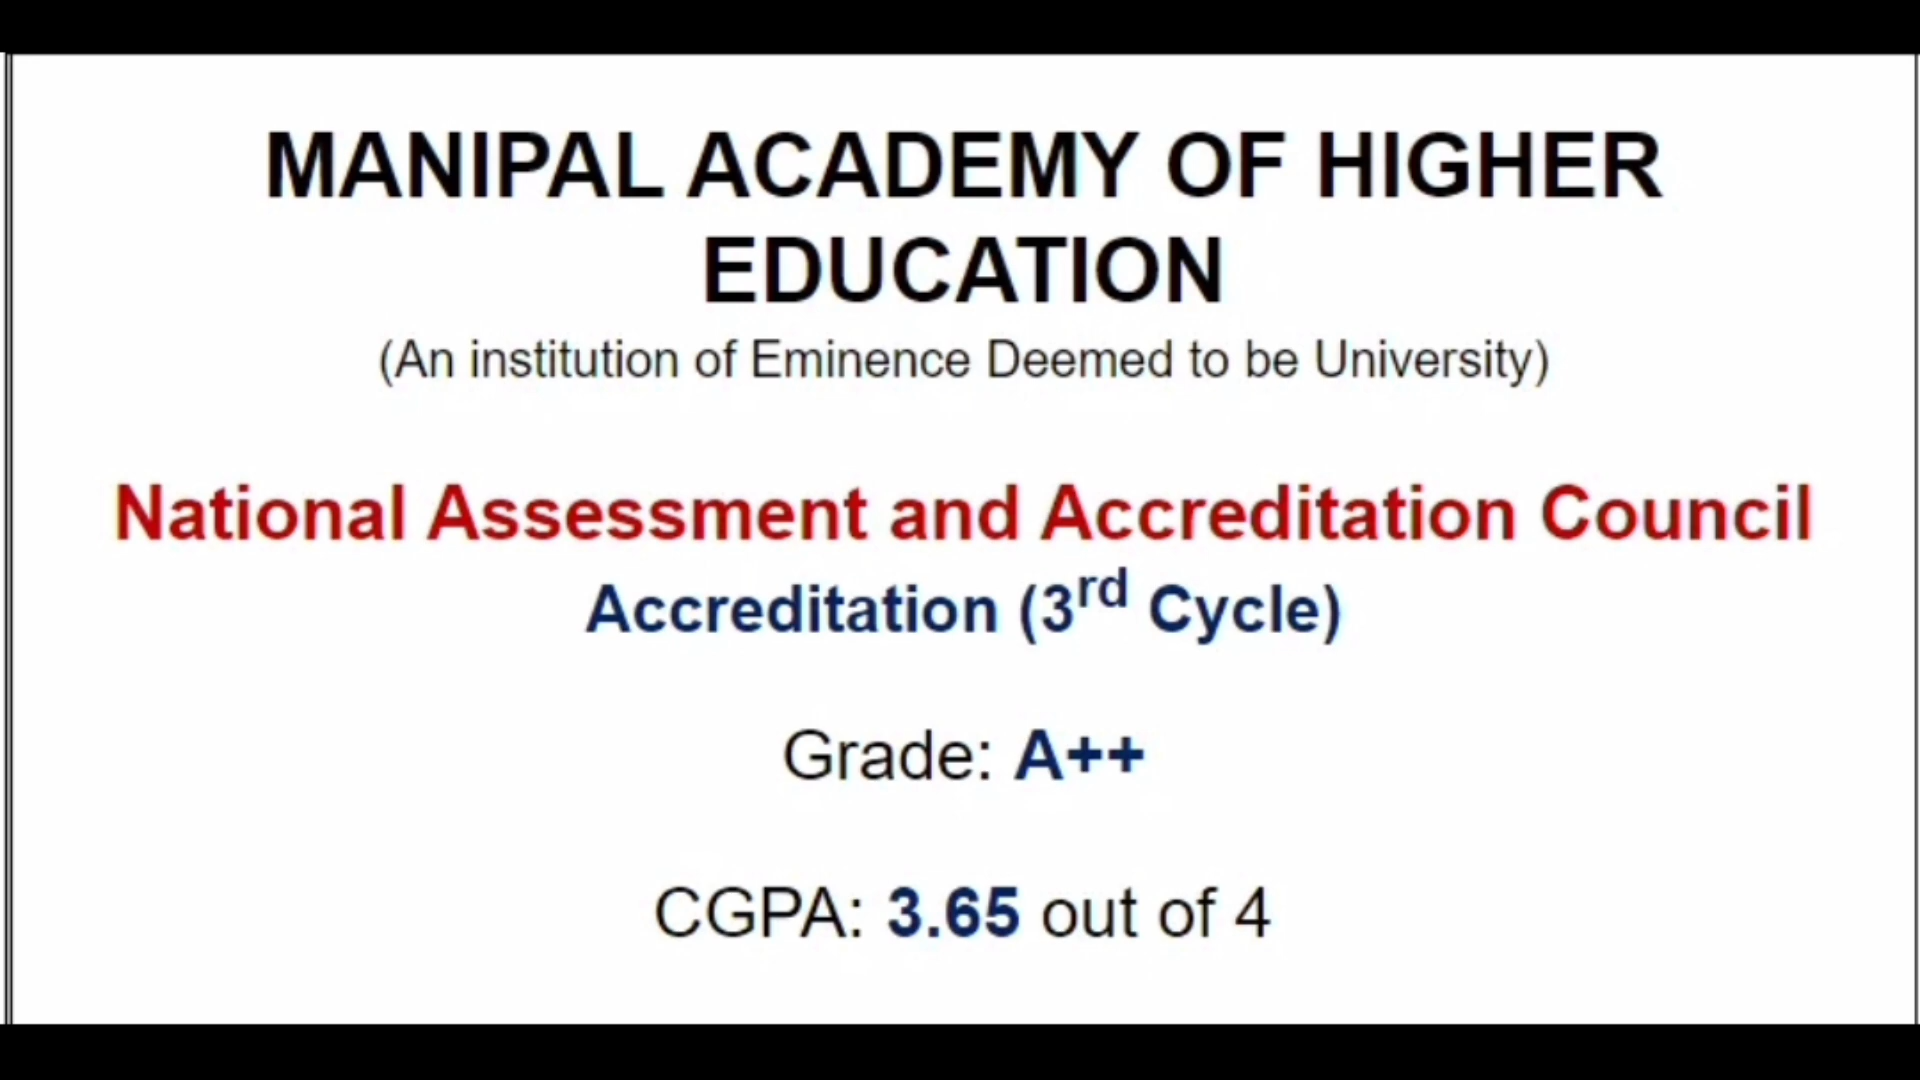 MANIPAL ACADEMY OF HIGHER
EDUCATION
(An institution of Eminence Deemed to be University)
National Assessment and Accreditation Council
Accreditation (3rd Cycle)
Grade: A++
CGPA: 3.65 out of 4